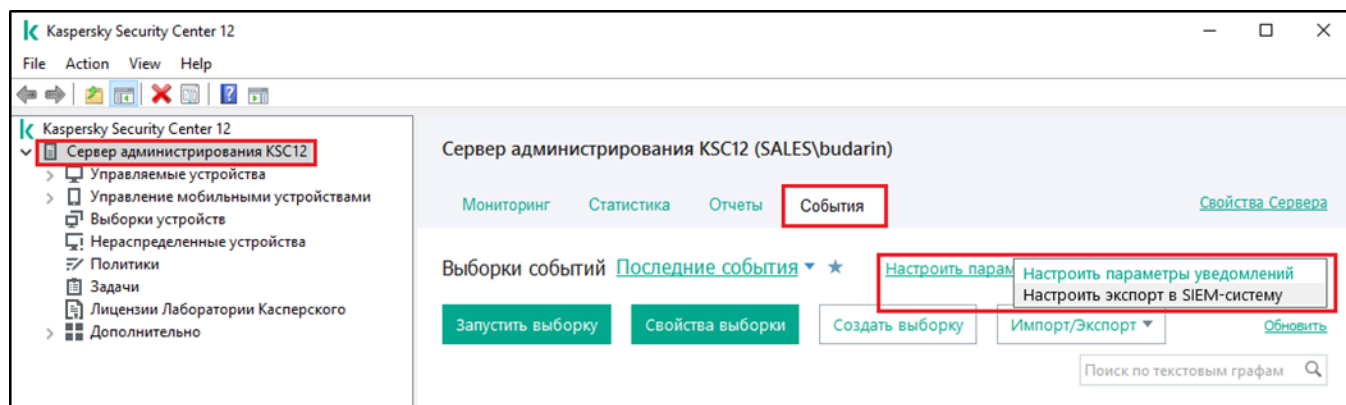 Kaspersky Security Center 12
File Action View Help
Kaspersky Security Center 12
Сервер администрирования KSC12
Управляемые устройства
Управление мобильными устройствами
Выборки устройств
Нераспределенные устройства
Политики
Задачи
Лицензии Лаборатории Касперского
Дополнительно
Сервер администрирования KSC12 (SALES\budarin)
Мониторинг Статистика Отчеты События Свойства Сервера
Выборки событий Последние события Настроить парам
Настроить параметры уведомлений
Настроить экспорт в SIEM-систему
Запустить выборку Свойства выборки Создать выборку Импорт/Экспорт Обновить
Поиск по текстовым графам